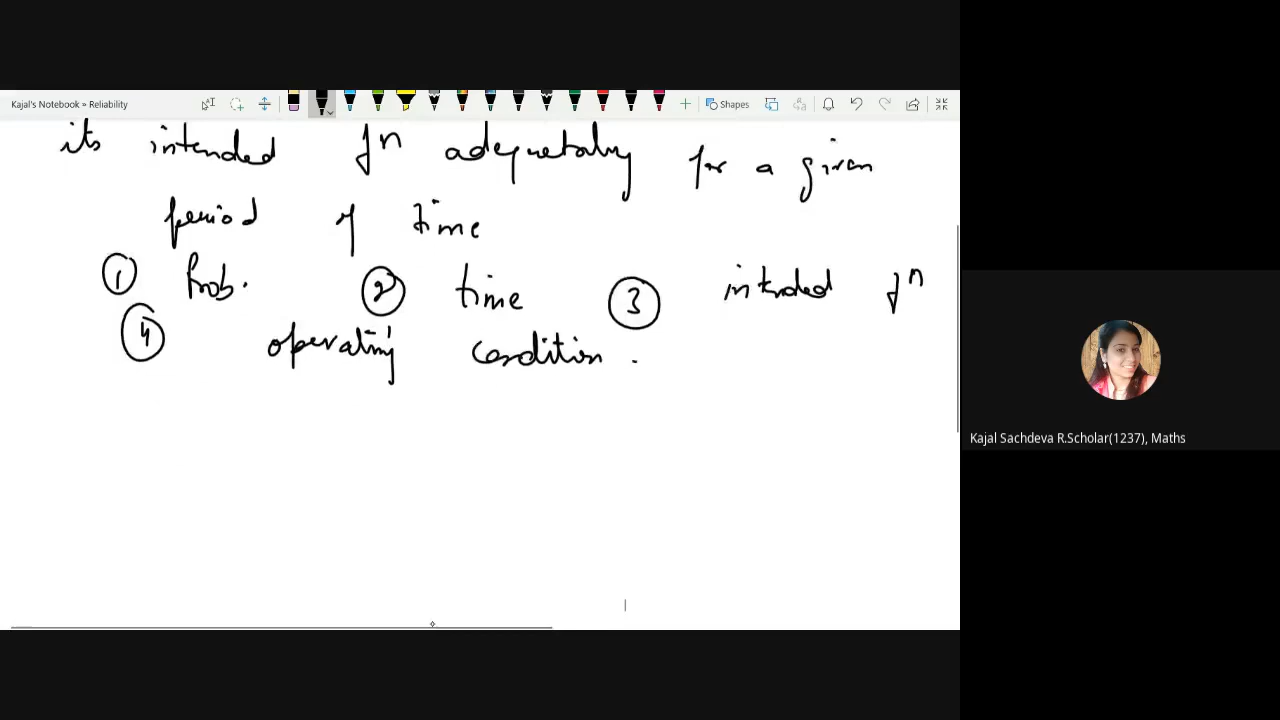 Kajal's Notebook » Reliability
Shapes
its intended fⁿ adequetalry for a given
period of time
① Prob. ② time ③ intended fⁿ
④ operating condition.
Kajal Sachdeva R.Scholar(1237), Maths